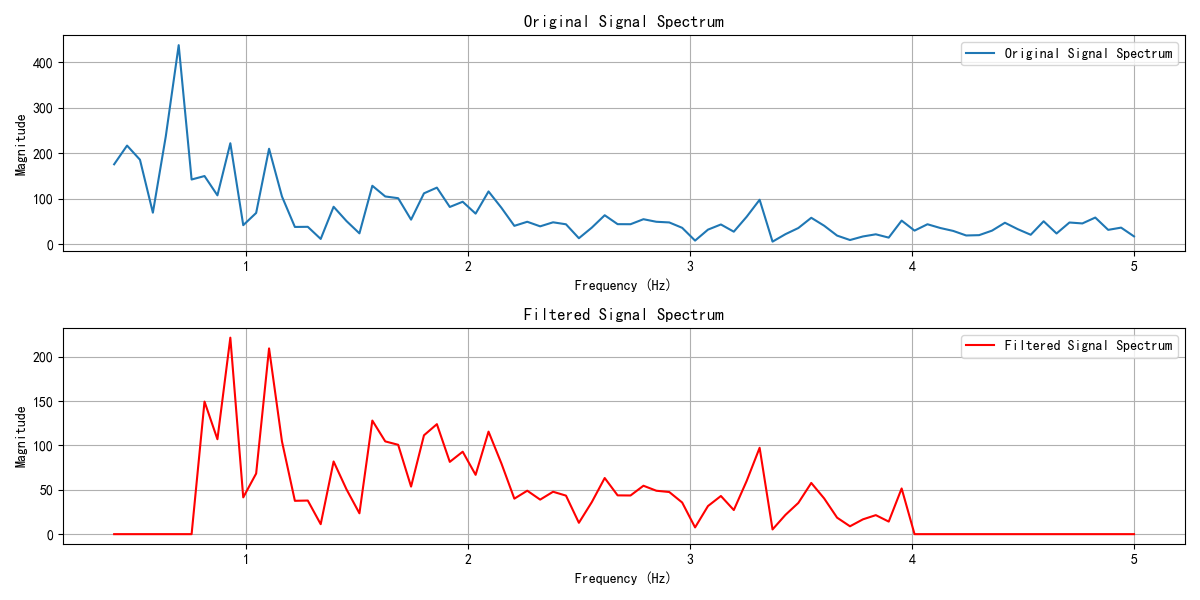 Original Signal Spectrum
Original Signal Spectrum
400
300
200
100
0
Magnitude
1 2 3 4 5
Frequency (Hz)
Filtered Signal Spectrum
Filtered Signal Spectrum
200
150
100
50
0
Magnitude
1 2 3 4 5
Frequency (Hz)